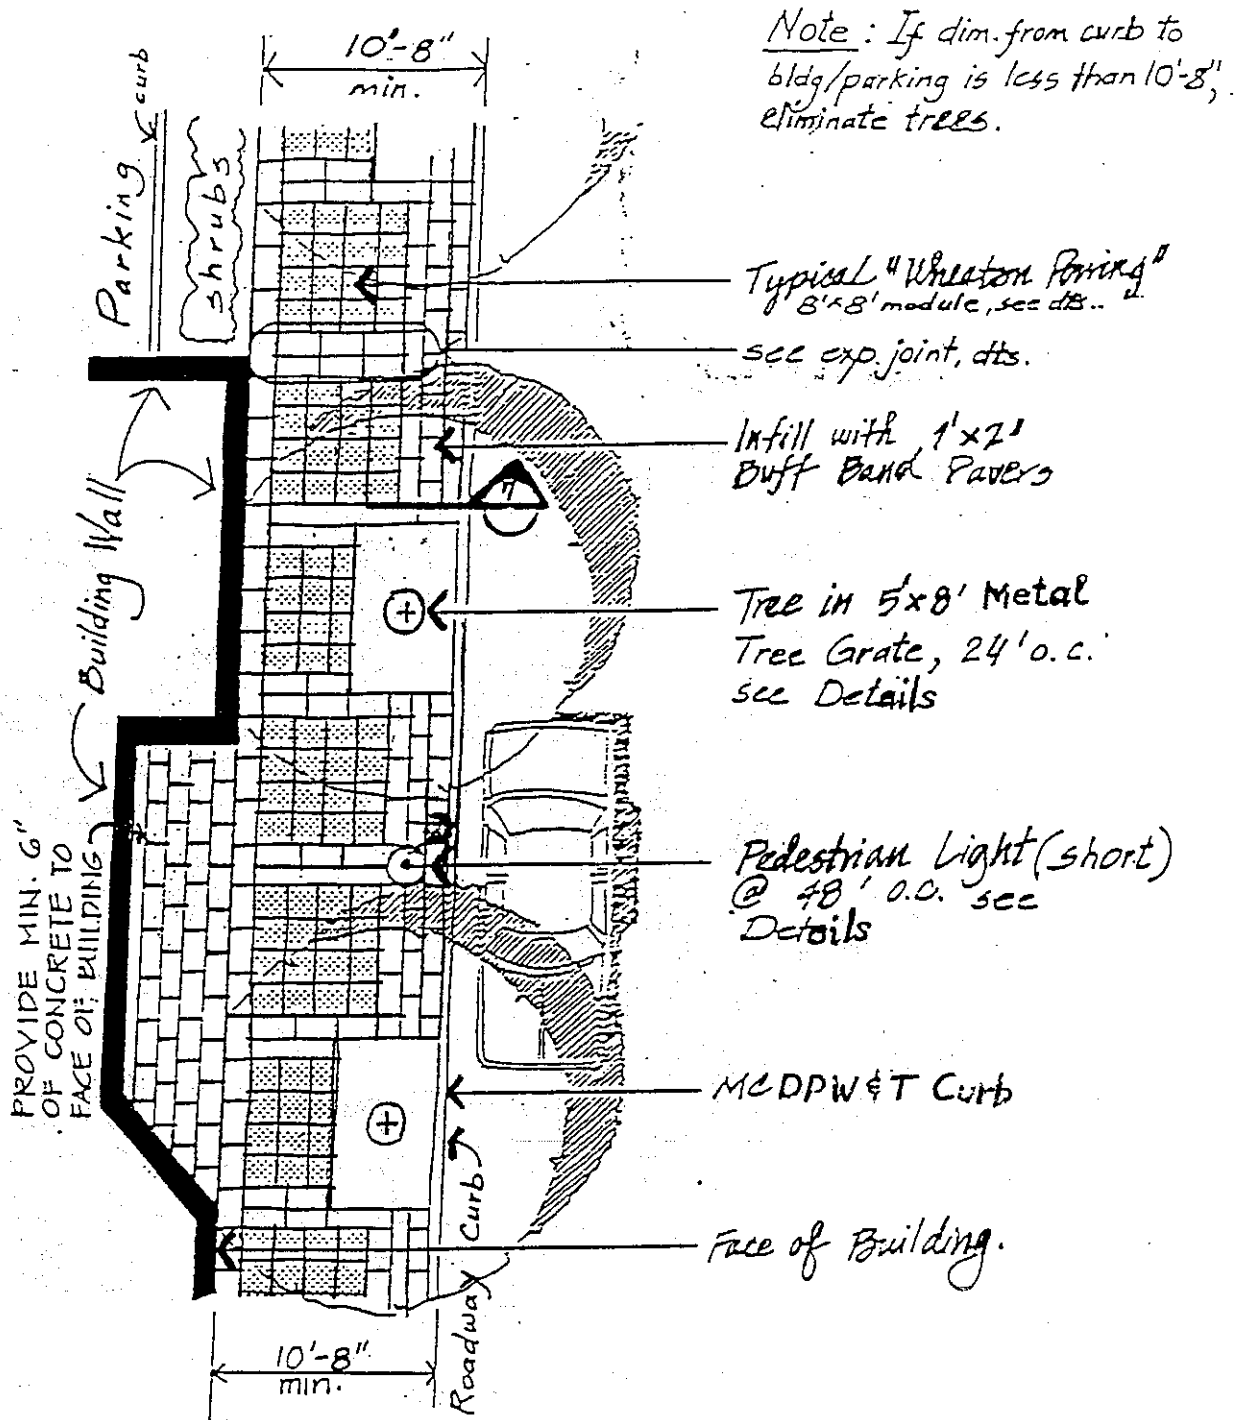 10'-8"
min.
Note: If dim. from curb to
bldg/parking is less than 10'-8",
eliminate trees.
curb
Parking
shrubs
Typical "Wheaton Paving"
8'x8' module, see
see exp. joint, dts.
Infill with 1'x2'
Buff Band Pavers
7
Building Wall
Tree in 5'x8' Metal
Tree Grate, 24' o.c.
see Details
PROVIDE MIN. 6"
OF CONCRETE TO
FACE OF BUILDING
Pedestrian Light (short)
@ 48' O.C. see
Details
MCDPW&T Curb
Roadway Curb
Face of Building.
10'-8"
min.